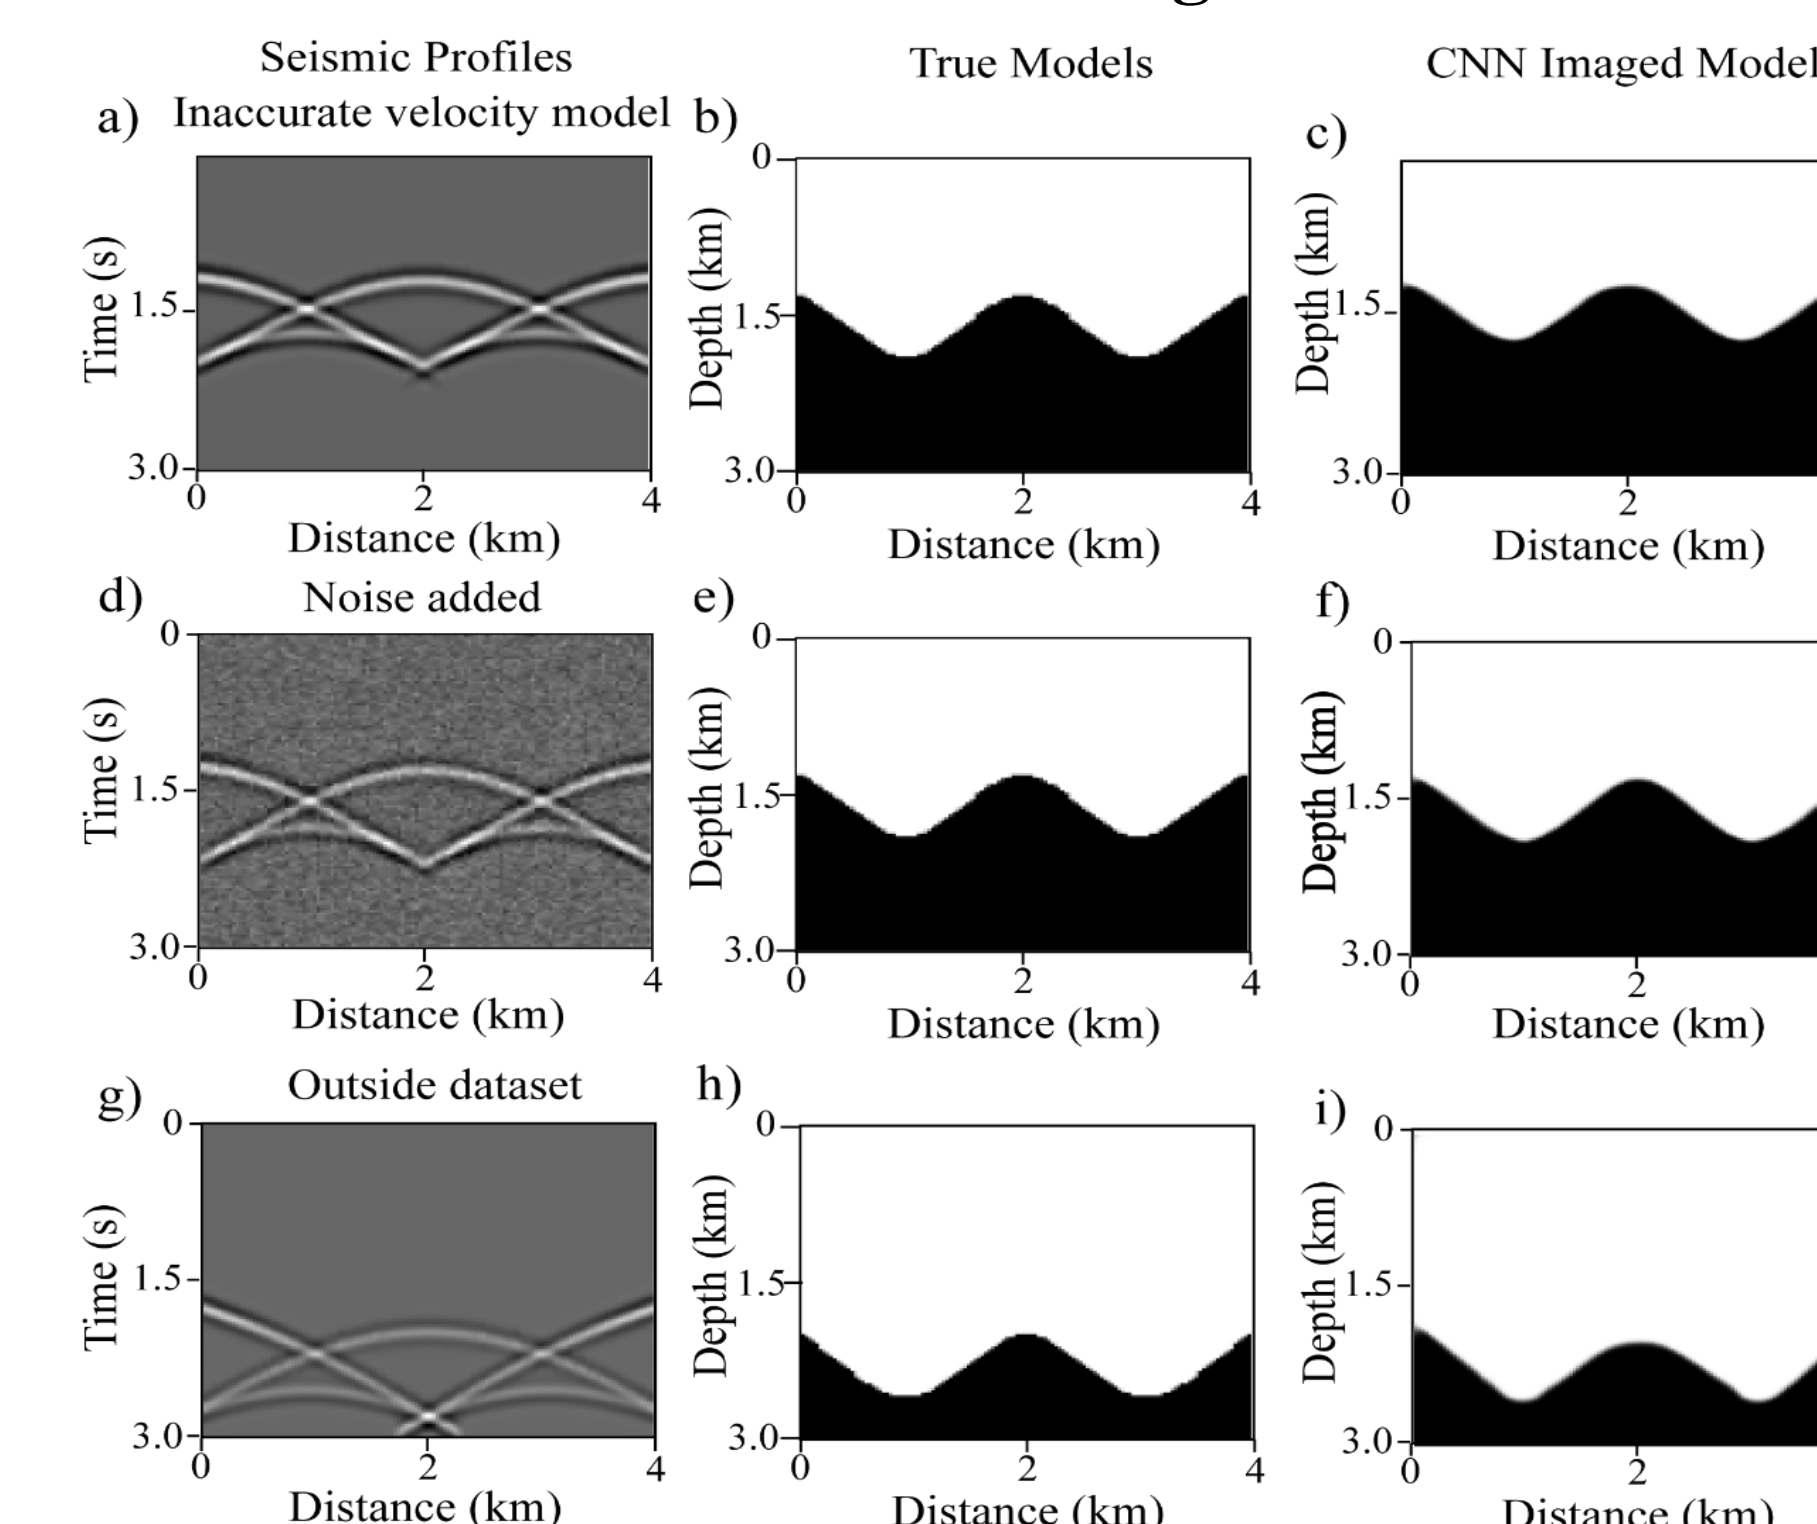 g
Seismic Profiles
True Models
CNN Imaged Model
a) Inaccurate velocity model
b)
c)
Time (s)
1.5
3.0
0 2 4
Distance (km)
Depth (km)
0
1.5
3.0
0 2 4
Distance (km)
Depth (km)
1.5
3.0
0 2
Distance (km)
d) Noise added
e)
f)
Time (s)
0
1.5
3.0
0 2 4
Distance (km)
Depth (km)
0
1.5
3.0
0 2 4
Distance (km)
Depth (km)
0
1.5
3.0
0 2
Distance (km)
g) Outside dataset
h)
i)
Time (s)
0
1.5
3.0
0 2 4
Distance (km)
Depth (km)
0
1.5
3.0
0 2 4
Distance (km)
Depth (km)
0
1.5
3.0
0 2
Distance (km)